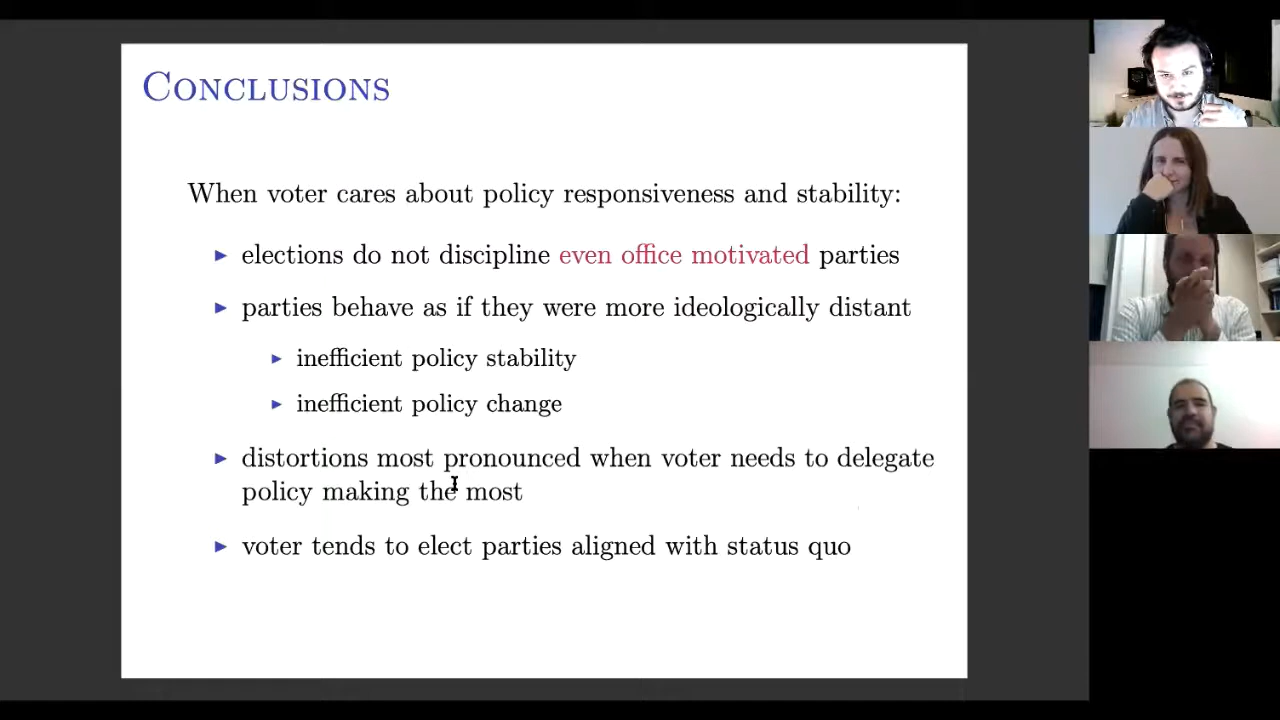 Conclusions
When voter cares about policy responsiveness and stability:
elections do not discipline even office motivated parties
parties behave as if they were more ideologically distant
inefficient policy stability
inefficient policy change
distortions most pronounced when voter needs to delegate
policy making the most
voter tends to elect parties aligned with status quo